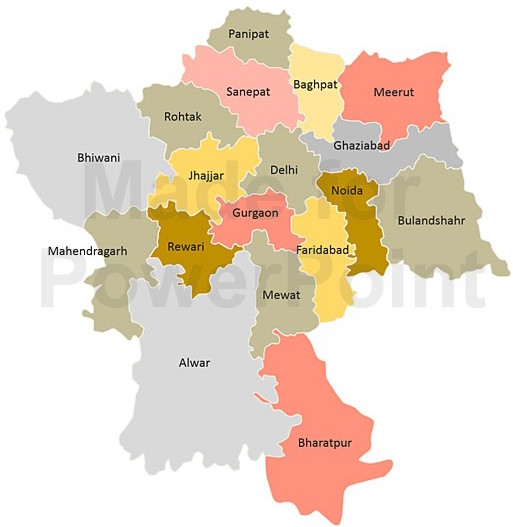 Panipat
Sanepat
Baghpat
Meerut
Rohtak
Ghaziabad
Bhiwani
Jhajjar
Delhi
Noida
Gurgaon
Bulandshahr
Mahendragarh
Rewari
Faridabad
Mewat
Alwar
Bharatpur
Made for
PowerPoint